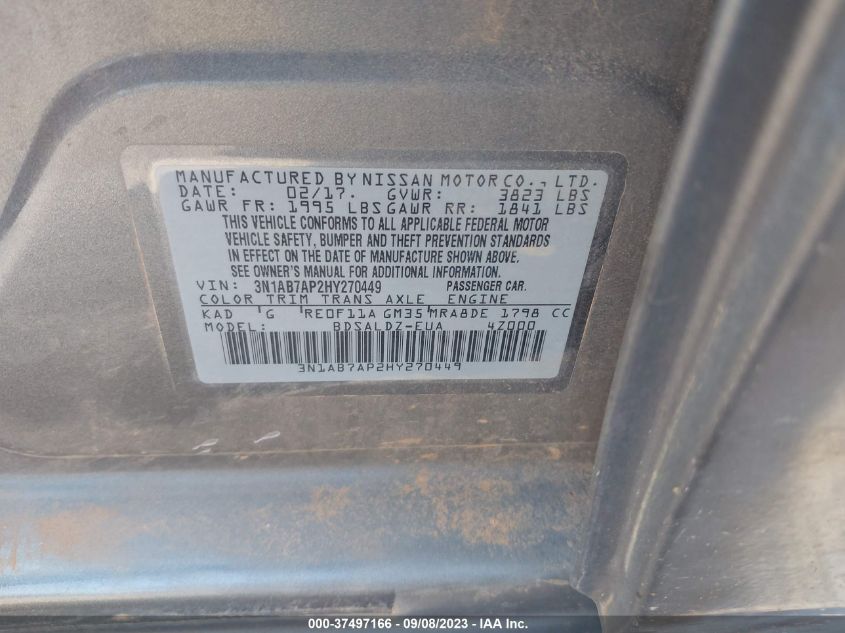 MANUFACTURED BY NISSAN MOTOR CO., LTD.
DATE: 02/17. GVWR: 3823 LBS
GAWR FR: 1995 LBS GAWR RR: 1841 LBS
THIS VEHICLE CONFORMS TO ALL APPLICABLE FEDERAL MOTOR
VEHICLE SAFETY, BUMPER AND THEFT PREVENTION STANDARDS
IN EFFECT ON THE DATE OF MANUFACTURE SHOWN ABOVE.
SEE OWNER'S MANUAL FOR ADDITIONAL INFORMATION.
VIN: 3N1AB7AP2HY270449 PASSENGER CAR.
COLOR TRIM TRANS AXLE ENGINE
KAD G RE0F11A GM35 MRA8DE 1798 CC
MODEL: BDSALDZ-EUA 4Z000
3N1AB7AP2HY270449
000-37497166 - 09/08/2023 - © IAA Inc.